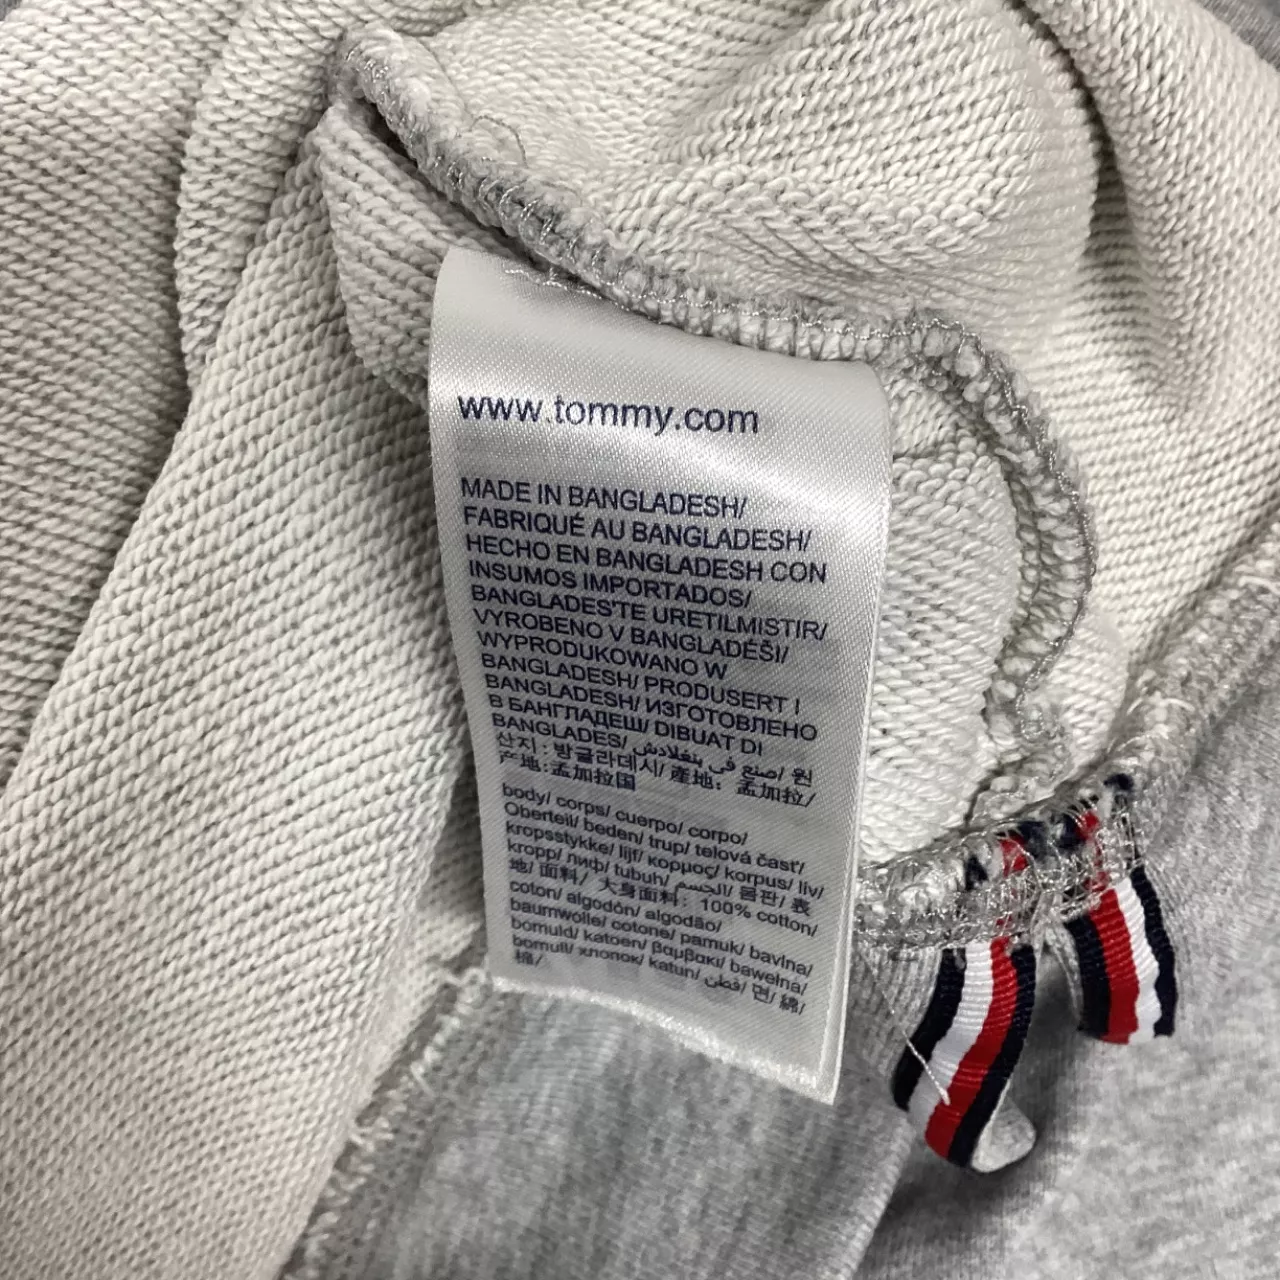 www.tommy.com
MADE IN BANGLADESH/
FABRIQUÉ AU BANGLADESH/
HECHO EN BANGLADESH CON
INSUMOS IMPORTADOS/
BANGLADES'TE URETILMISTIR/
VYROBENO V BANGLADÉŠI/
WYPRODUKOWANO W
BANGLADESH/ PRODUSERT I
BANGLADESH/ ИЗГОТОВЛЕНО
В БАНГЛАДЕШ/ DIBUAT DI
BANGLADES/ صنع في بنغلادش/ 원
산지 : 방글라데시/ 產地： 孟加拉/
产地:孟加拉国
body/ corps/ cuerpo/ corpo/
Oberteil/ beden/ trup/ telová časť/
kropsstykke/ lijf/ κορμος/ korpus/ liv/
kropp/ лиф/ tubuh/ الجسم/ 몸판/ 表
地/ 面料/ 大身面料: 100% cotton/
coton/ algodón/ algodão/
baumwolle/ cotone/ pamuk/ bavlna/
bomuld/ katoen/ βαμβακι/ bawełna/
bomull/ хлопок/ katun/ قطن/ 면/ 綿/
棉/